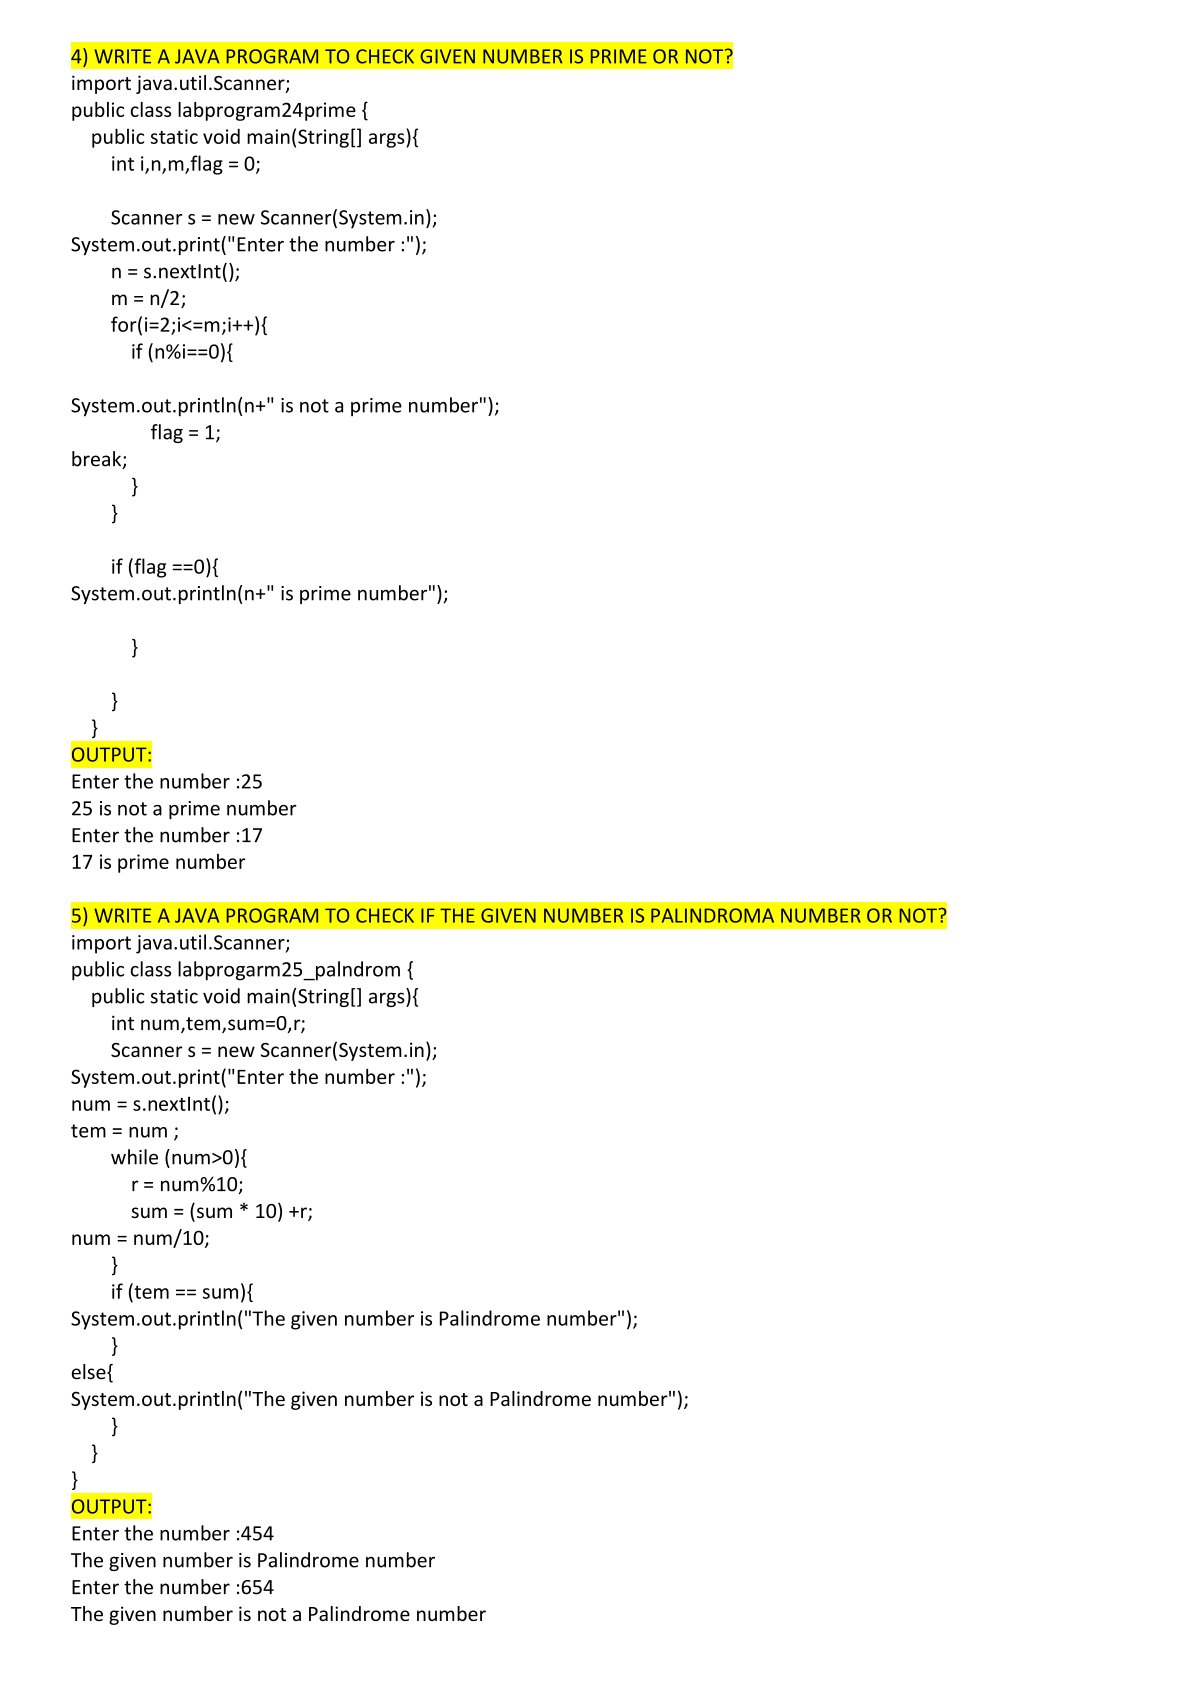 4) WRITE A JAVA PROGRAM TO CHECK GIVEN NUMBER IS PRIME OR NOT?
import java.util.Scanner;
public class labprogram24prime {
public static void main(String[] args){
int i,n,m,flag = 0;
Scanner s = new Scanner(System.in);
System.out.print("Enter the number :");
n = s.nextInt();
m = n/2;
for(i=2;i<=m;i++){
if (n%i==0){
System.out.println(n+" is not a prime number");
flag = 1;
break;
}
}
if (flag ==0){
System.out.println(n+" is prime number");
}
}
}
OUTPUT:
Enter the number :25
25 is not a prime number
Enter the number :17
17 is prime number
5) WRITE A JAVA PROGRAM TO CHECK IF THE GIVEN NUMBER IS PALINDROMA NUMBER OR NOT?
import java.util.Scanner;
public class labprogarm25_palndrom {
public static void main(String[] args){
int num,tem,sum=0,r;
Scanner s = new Scanner(System.in);
System.out.print("Enter the number :");
num = s.nextInt();
tem = num ;
while (num>0){
r = num%10;
sum = (sum * 10) +r;
num = num/10;
}
if (tem == sum){
System.out.println("The given number is Palindrome number");
}
else{
System.out.println("The given number is not a Palindrome number");
}
}
}
OUTPUT:
Enter the number :454
The given number is Palindrome number
Enter the number :654
The given number is not a Palindrome number